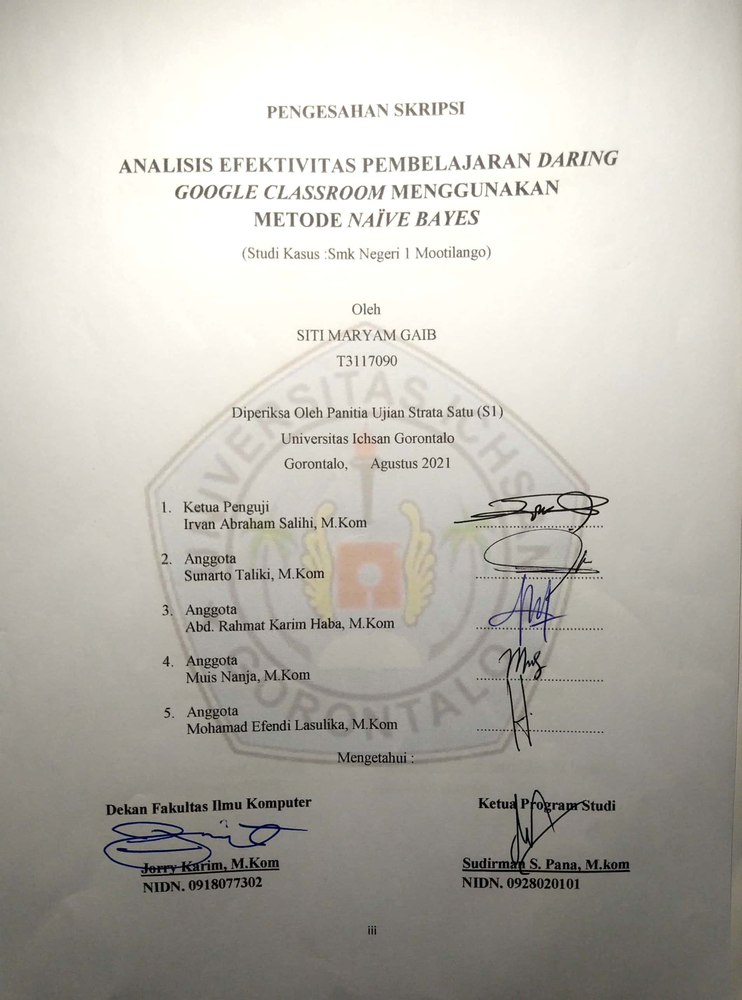 PENGESAHAN SKRIPSI
ANALISIS EFEKTIVITAS PEMBELAJARAN DARING
GOOGLE CLASSROOM MENGGUNAKAN
METODE NAÏVE BAYES
(Studi Kasus :Smk Negeri 1 Mootilango)
Oleh
SITI MARYAM GAIB
T3117090
Diperiksa Oleh Panitia Ujian Strata Satu (S1)
Universitas Ichsan Gorontalo
Gorontalo, Agustus 2021
1. Ketua Penguji
Irvan Abraham Salihi, M.Kom
2. Anggota
Sunarto Taliki, M.Kom
3. Anggota
Abd. Rahmat Karim Haba, M.Kom
4. Anggota
Muis Nanja, M.Kom
5. Anggota
Mohamad Efendi Lasulika, M.Kom
Mengetahui :
Dekan Fakultas Ilmu Komputer
Jorry Karim, M.Kom
NIDN. 0918077302
Ketua Program Studi
Sudirman S. Pana, M.kom
NIDN. 0928020101
iii
UNIVERSITAS ICHSAN
GORONTALO